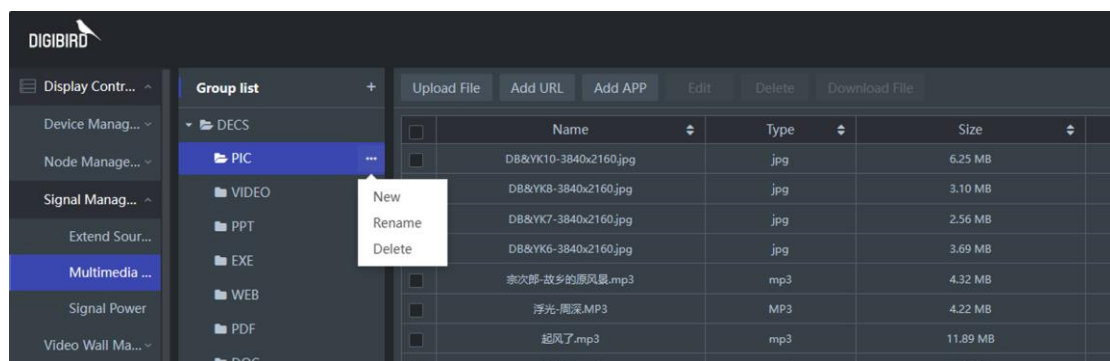 DIGIBIRD
Display Contr...
Device Manag...
Node Manage...
Signal Manag...
Extend Sour...
Multimedia ...
Signal Power
Video Wall Ma...
Group list +
DECS
PIC ...
VIDEO
PPT
EXE
WEB
PDF
DOC
New
Rename
Delete
Upload File Add URL Add APP Edit Delete Download File
Name Type Size
DB&YK10-3840x2160.jpg jpg 6.25 MB
DB&YK8-3840x2160.jpg jpg 3.10 MB
DB&YK7-3840x2160.jpg jpg 2.56 MB
DB&YK6-3840x2160.jpg jpg 3.69 MB
宗次郎-故乡的原风景.mp3 mp3 4.32 MB
浮光-周深.MP3 MP3 4.22 MB
起风了.mp3 mp3 11.89 MB